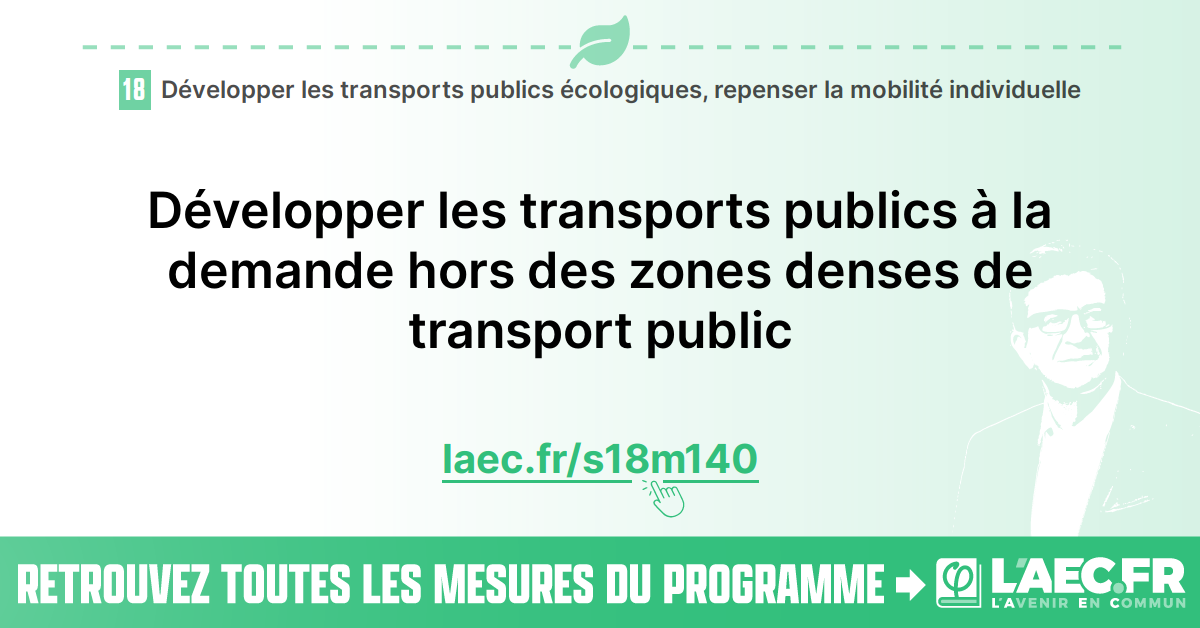 18 Développer les transports publics écologiques, repenser la mobilité individuelle
Développer les transports publics à la
demande hors des zones denses de
transport public
laec.fr/s18m140
RETROUVEZ TOUTES LES MESURES DU PROGRAMME
φ L'AEC.FR
L'AVENIR EN COMMUN